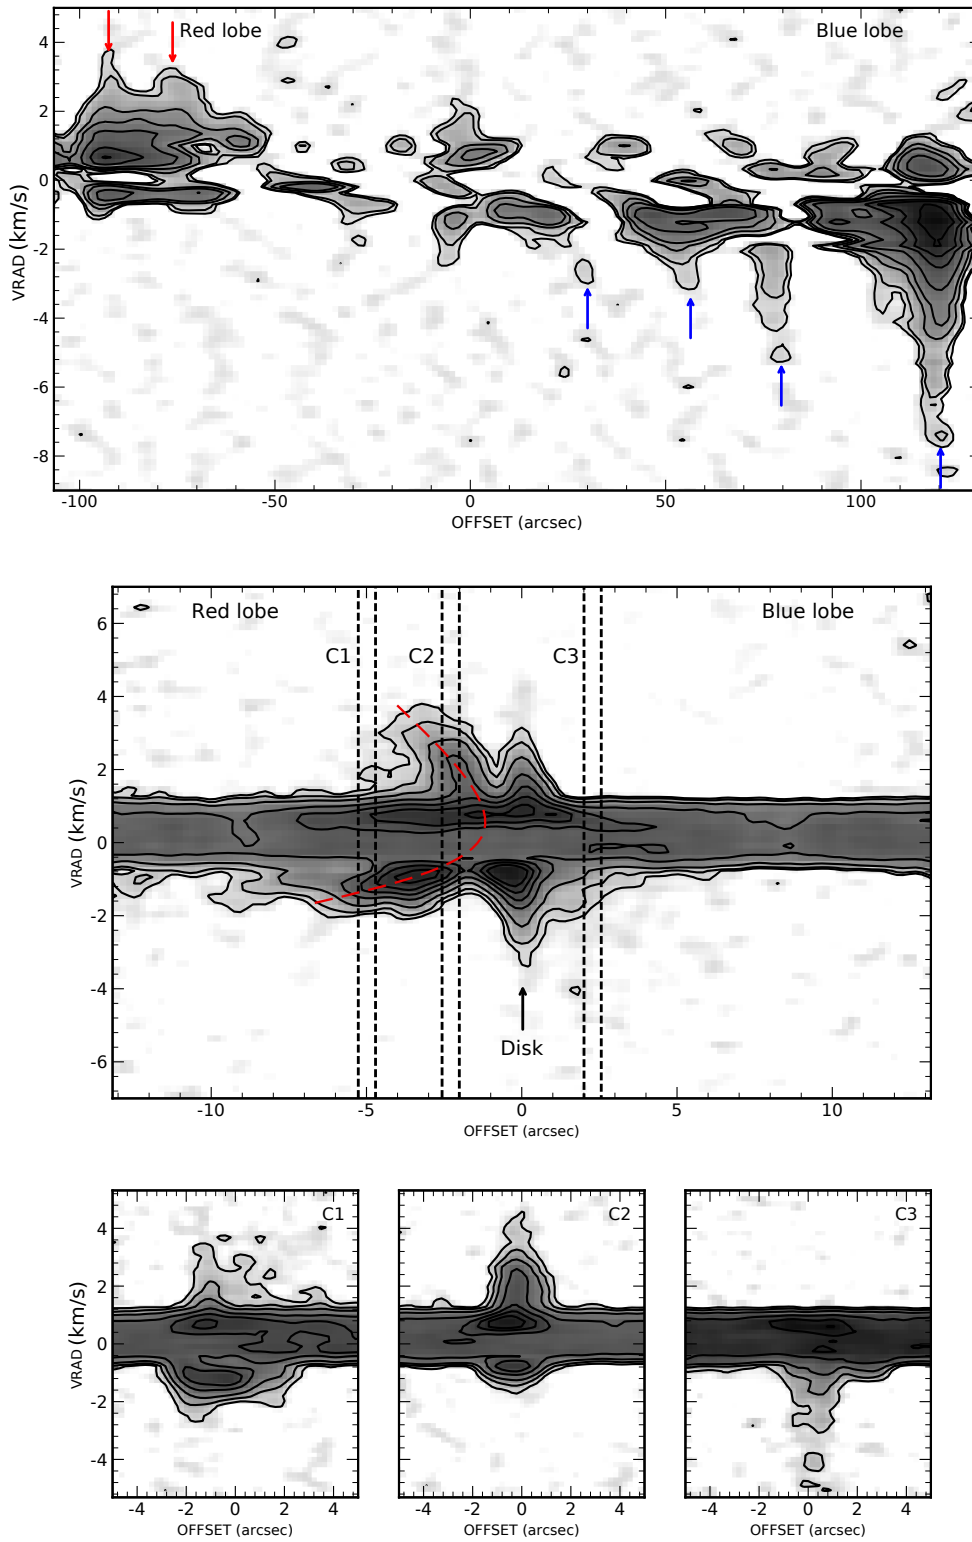 Red lobe Blue lobe
4
2
0
-2
-4
-6
-8
VRAD (km/s)
-100 -50 0 50 100
OFFSET (arcsec)
Red lobe Blue lobe
C1 C2 C3
6
4
2
0
-2
-4
-6
VRAD (km/s)
Disk
-10 -5 0 5 10
OFFSET (arcsec)
C1 C2 C3
4
2
0
-2
-4
VRAD (km/s)
-4 -2 0 2 4 -4 -2 0 2 4 -4 -2 0 2 4
OFFSET (arcsec) OFFSET (arcsec) OFFSET (arcsec)